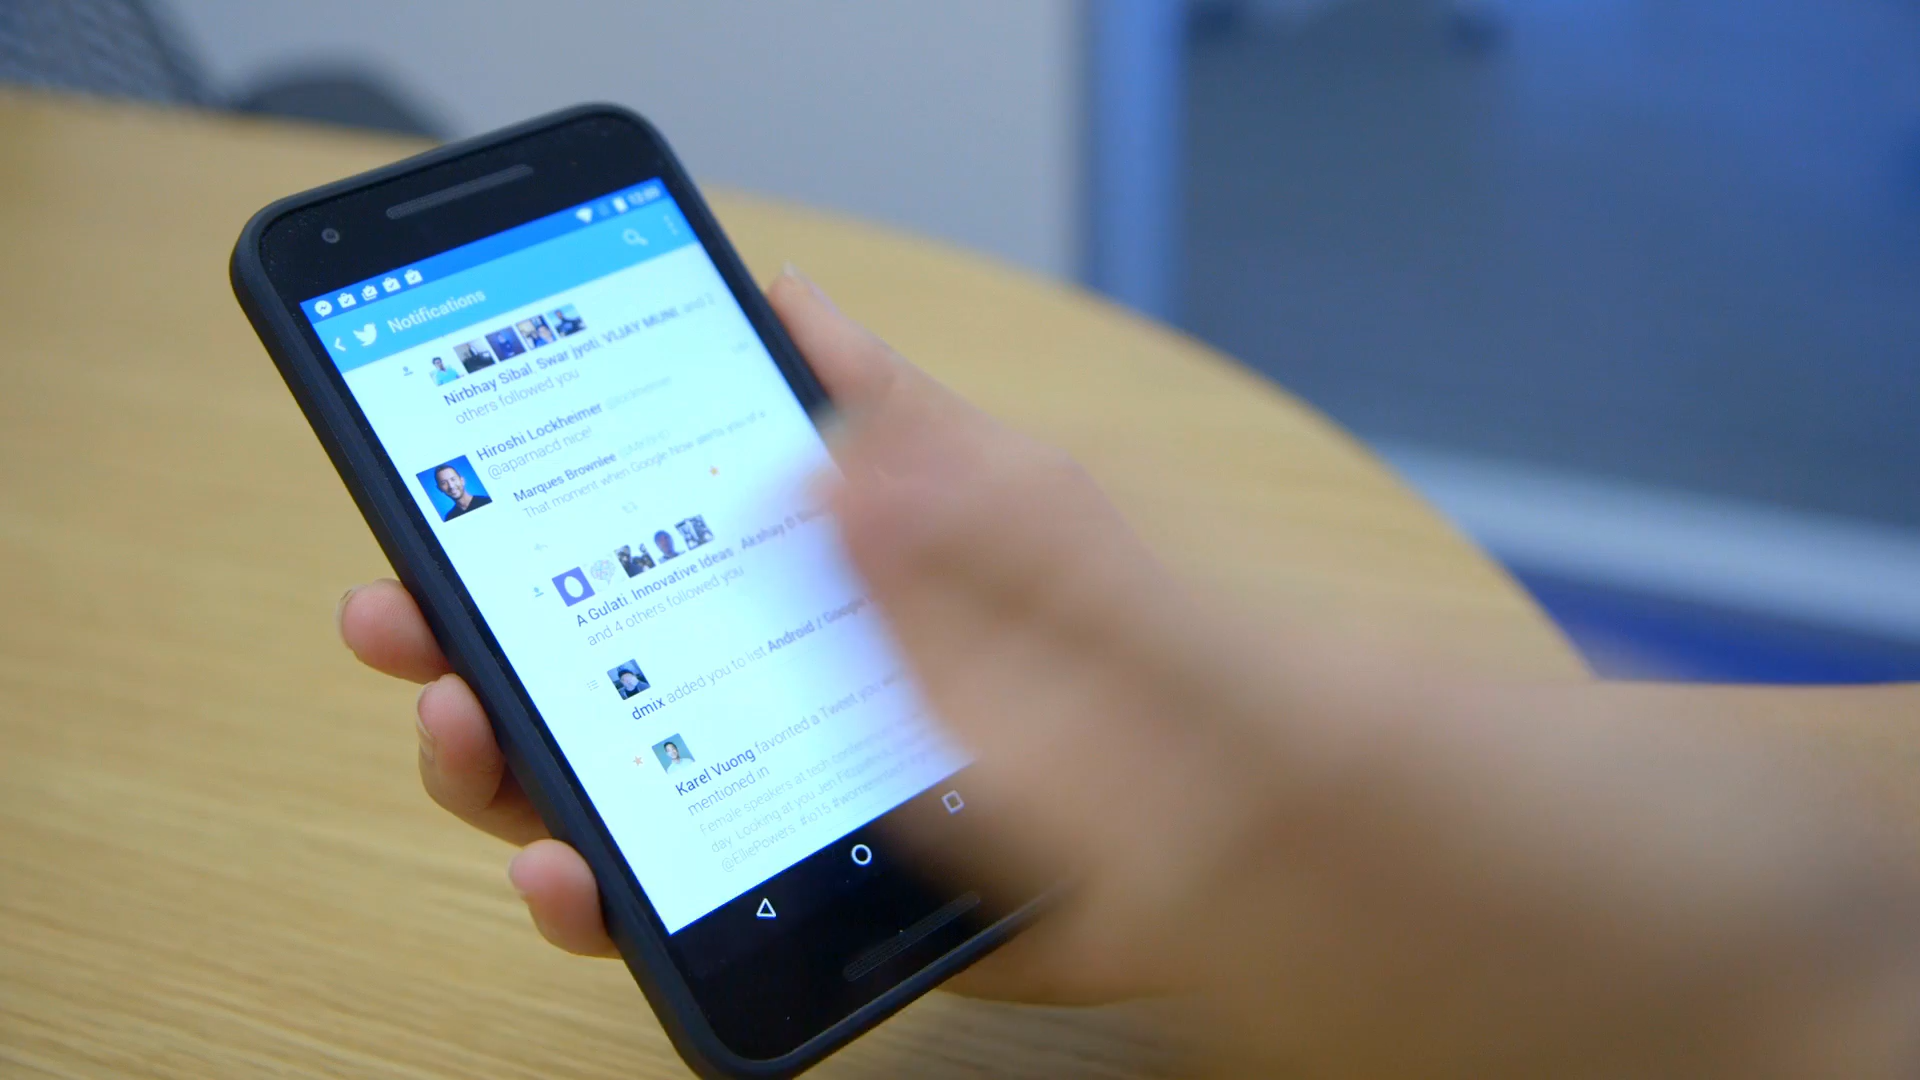 Notifications
Nirbhay Sibal, Swar Jyoti, VIJAY MUNI, and 2
others followed you
Hiroshi Lockheimer @lockheimer
@aparnacd nice!
Marques Brownlee
That moment when Google Now alerts you of a
A Gulati, Innovative Ideas, Akshay D
and 4 others followed you
dmix added you to list Android / Google
Karel Vuong favorited a Tweet you
mentioned in
Female speakers at tech conferences
day. Looking at you Jen Fitzpatrick,
@ElliePowers #io15 #womenintech